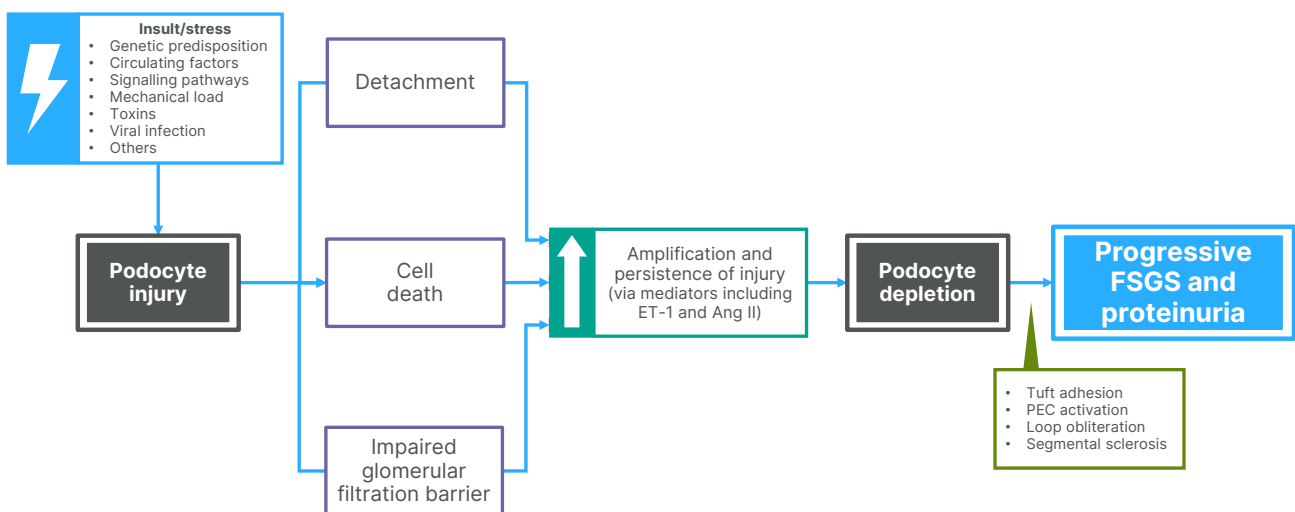 Insult/stress
• Genetic predisposition
• Circulating factors
• Signalling pathways
• Mechanical load
• Toxins
• Viral infection
• Others
Podocyte
injury
Detachment
Cell
death
Impaired
glomerular
filtration barrier
Amplification and
persistence of injury
(via mediators including
ET-1 and Ang II)
Podocyte
depletion
Progressive
FSGS and
proteinuria
• Tuft adhesion
• PEC activation
• Loop obliteration
• Segmental sclerosis